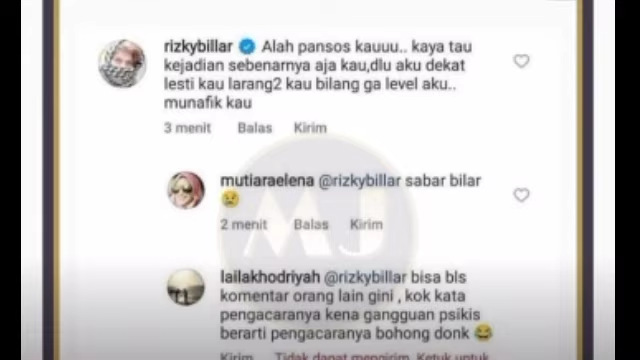 rizkybillar Alah pansos kauuu.. kaya tau
kejadian sebenarnya aja kau,dlu aku dekat
lesti kau larang2 kau bilang ga level aku..
munafik kau
3 menit Balas Kirim
mutiaraelena @rizkybillar sabar bilar
😢
2 menit Balas Kirim
MJ
lailakhodriyah @rizkybillar bisa bls
komentar orang lain gini , kok kata
pengacaranya kena gangguan psikis
berarti pengacaranya bohong donk 😂
Kirim Tidak dapat mengirim. Ketuk untuk